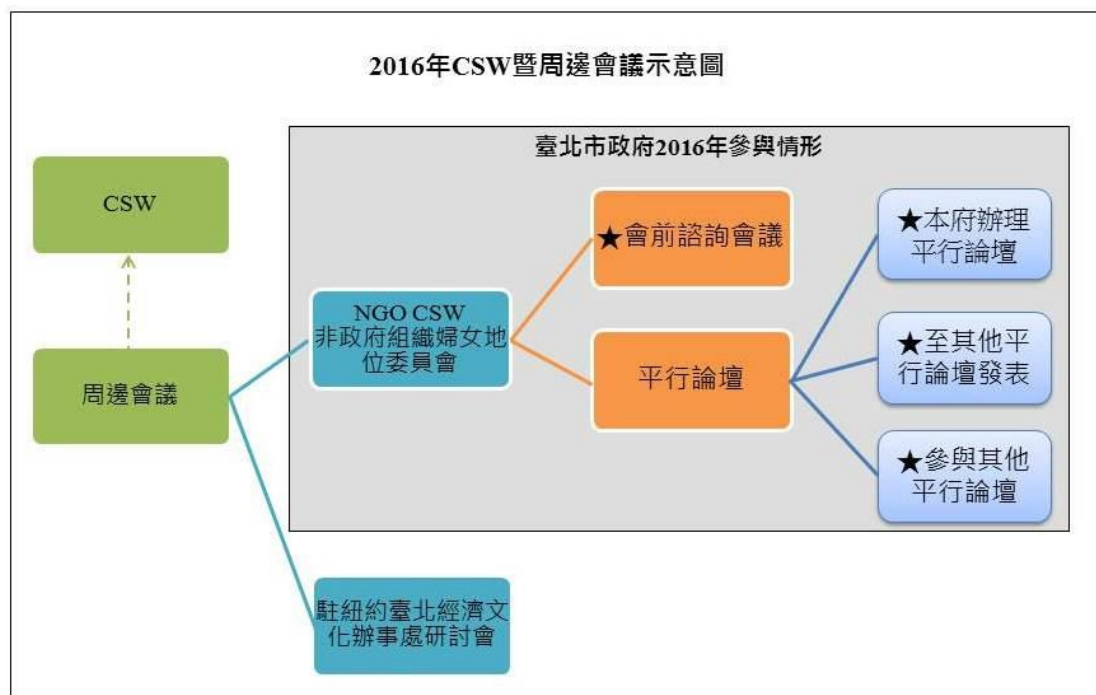 2016年CSW暨周邊會議示意圖
臺北市政府2016年參與情形
CSW
周邊會議
NGO CSW
非政府組織婦女地
位委員會
駐紐約臺北經濟文
化辦事處研討會
★會前諮詢會議
平行論壇
★本府辦理
平行論壇
★至其他平
行論壇發表
★參與其他
平行論壇